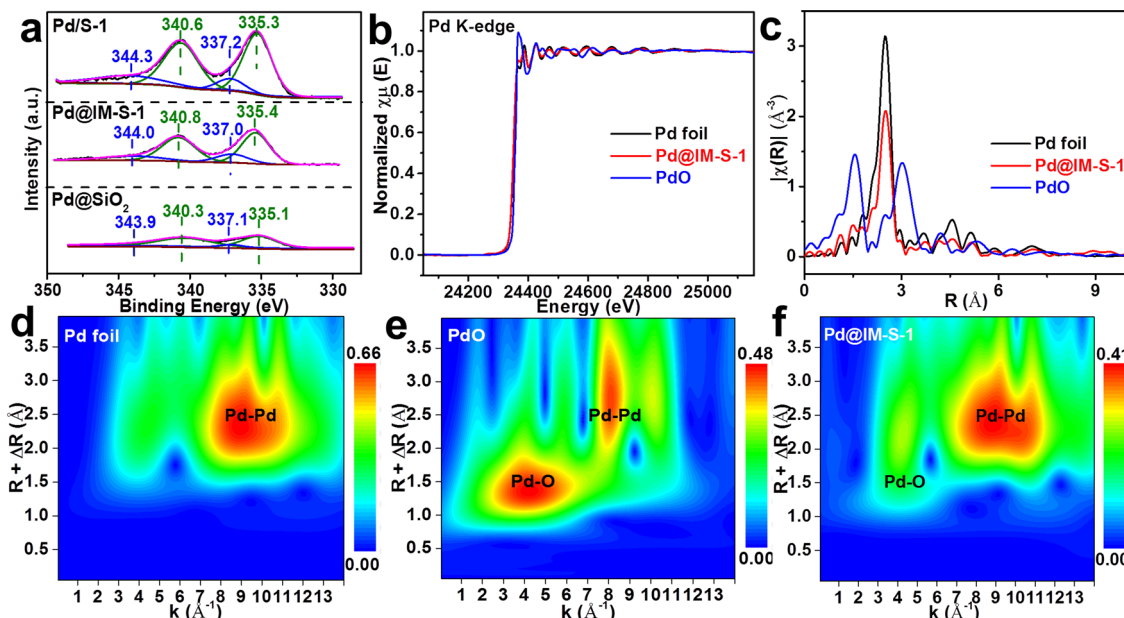 a
Pd/S-1
340.6
335.3
344.3
337.2
Pd@IM-S-1
340.8
335.4
344.0
337.0
Pd@SiO2
340.3
335.1
343.9
337.1
Intensity (a.u.)
350 345 340 335 330
Binding Energy (eV)
b
Pd K-edge
Normalized χμ (E)
1.0
0.8
0.6
0.4
0.2
0.0
Pd foil
Pd@IM-S-1
PdO
24200 24400 24600 24800 25000
Energy (eV)
c
|χ(R)| (Å-3)
3
2
1
0
Pd foil
Pd@IM-S-1
PdO
0 3 6 9
R (Å)
d
Pd foil
R + ΔR (Å)
3.5
3.0
2.5
2.0
1.5
1.0
0.5
Pd-Pd
0.66
0.00
1 2 3 4 5 6 7 8 9 10 11 12 13
k (Å-1)
e
PdO
R + ΔR (Å)
3.5
3.0
2.5
2.0
1.5
1.0
0.5
Pd-Pd
Pd-O
0.48
0.00
1 2 3 4 5 6 7 8 9 10 11 12 13
k (Å-1)
f
Pd@IM-S-1
R + ΔR (Å)
3.5
3.0
2.5
2.0
1.5
1.0
0.5
Pd-Pd
Pd-O
0.41
0.00
1 2 3 4 5 6 7 8 9 10 11 12 13
k (Å-1)